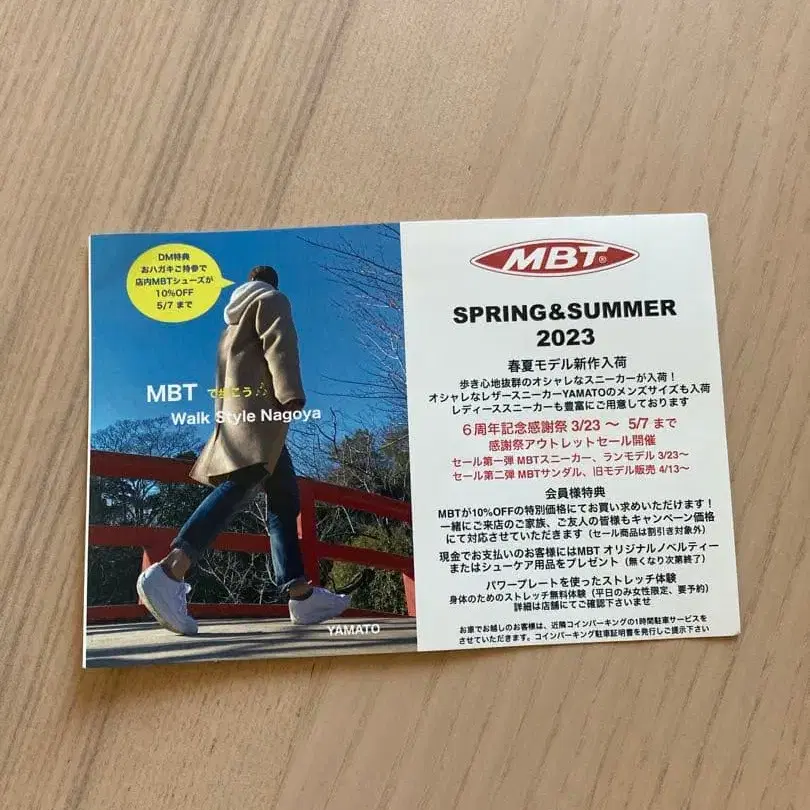 DM特典
おハガキご持参で
店内MBTシューズが
10%OFF
5/7 まで
MBT で歩こう♪
Walk Style Nagoya
YAMATO
MBT®
SPRING&SUMMER
2023
春夏モデル新作入荷
歩き心地抜群のオシャレなスニーカーが入荷！
オシャレなレザースニーカーYAMATOのメンズサイズも入荷
レディーススニーカーも豊富にご用意しております
６周年記念感謝祭 3/23 〜 5/7 まで
感謝祭アウトレットセール開催
セール第一弾 MBTスニーカー、ランモデル 3/23〜
セール第二弾 MBTサンダル、旧モデル販売 4/13〜
会員様特典
MBTが10%OFFの特別価格にてお買い求めいただけます！
一緒にご来店のご家族、ご友人の皆様もキャンペーン価格
にて対応させていただきます（セール商品は割引き対象外）
現金でお支払いのお客様にはMBT オリジナルノベルティー
またはシューケア用品をプレゼント（無くなり次第終了）
パワープレートを使ったストレッチ体験
身体のためのストレッチ無料体験（平日のみ女性限定、要予約）
詳細は店舗にてご確認下さいませ
お車でお越しのお客様は、近隣コインパーキングの1時間駐車サービスを
させていただきます。コインパーキング駐車証明書を発行しご提示下さい